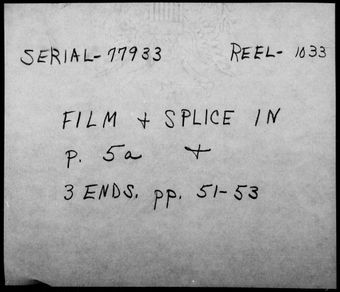 SERIAL-77933 REEL-1033
FILM + SPLICE IN
p. 5a +
3 ENDS. pp. 51-53